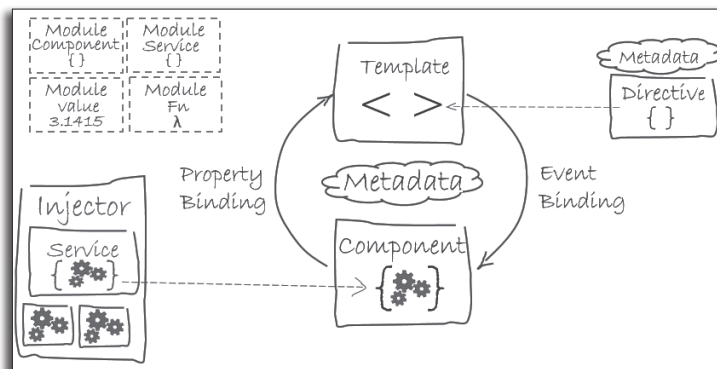 Module
Component
{ }
Module
Service
{ }
Module
value
3.1415
Module
Fn
λ
Template
< >
Metadata
Directive
{ }
Property
Binding
Metadata
Event
Binding
Injector
Service
{ }
Component
{ }